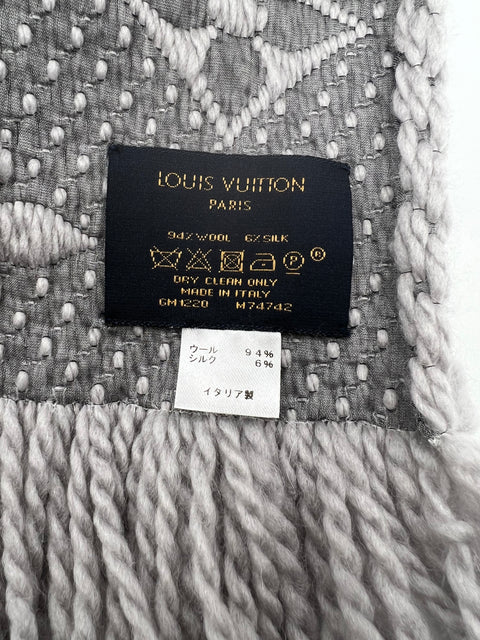 LOUIS VUITTON
PARIS
94% WOOL 6% SILK
P
DRY CLEAN ONLY
MADE IN ITALY
GM1220 M74742
ウール 94%
シルク 6%
イタリア製